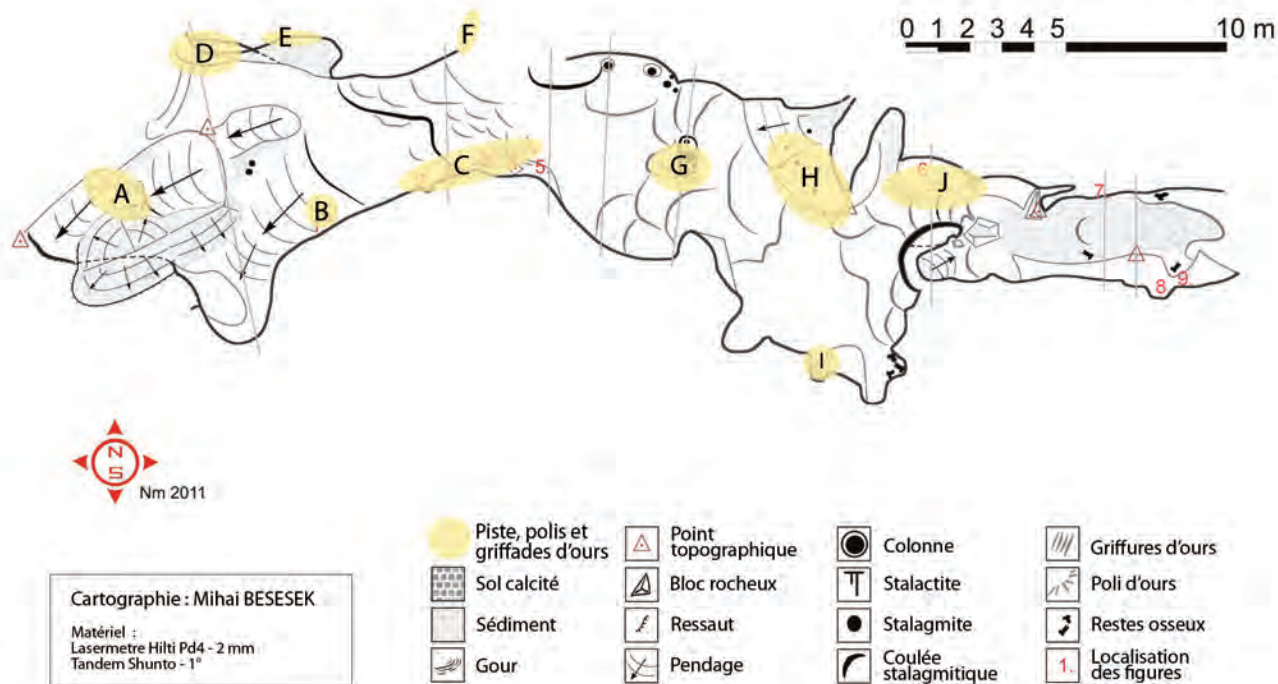 0 1 2 3 4 5 10 m
F
E
D
C
5
G
H
6
J
7
A
B
8
9
I
N
S
Nm 2011
Cartographie : Mihai BESESEK
Matériel :
Lasermetre Hilti Pd4 - 2 mm
Tandem Shunto - 1°
Piste, polis et
griffades d'ours
Sol calcité
Sédiment
Gour
Point
topographique
Bloc rocheux
Ressaut
Pendage
Colonne
Stalactite
Stalagmite
Coulée
stalagmitique
Griffures d'ours
Poli d'ours
Restes osseux
1.
Localisation
des figures